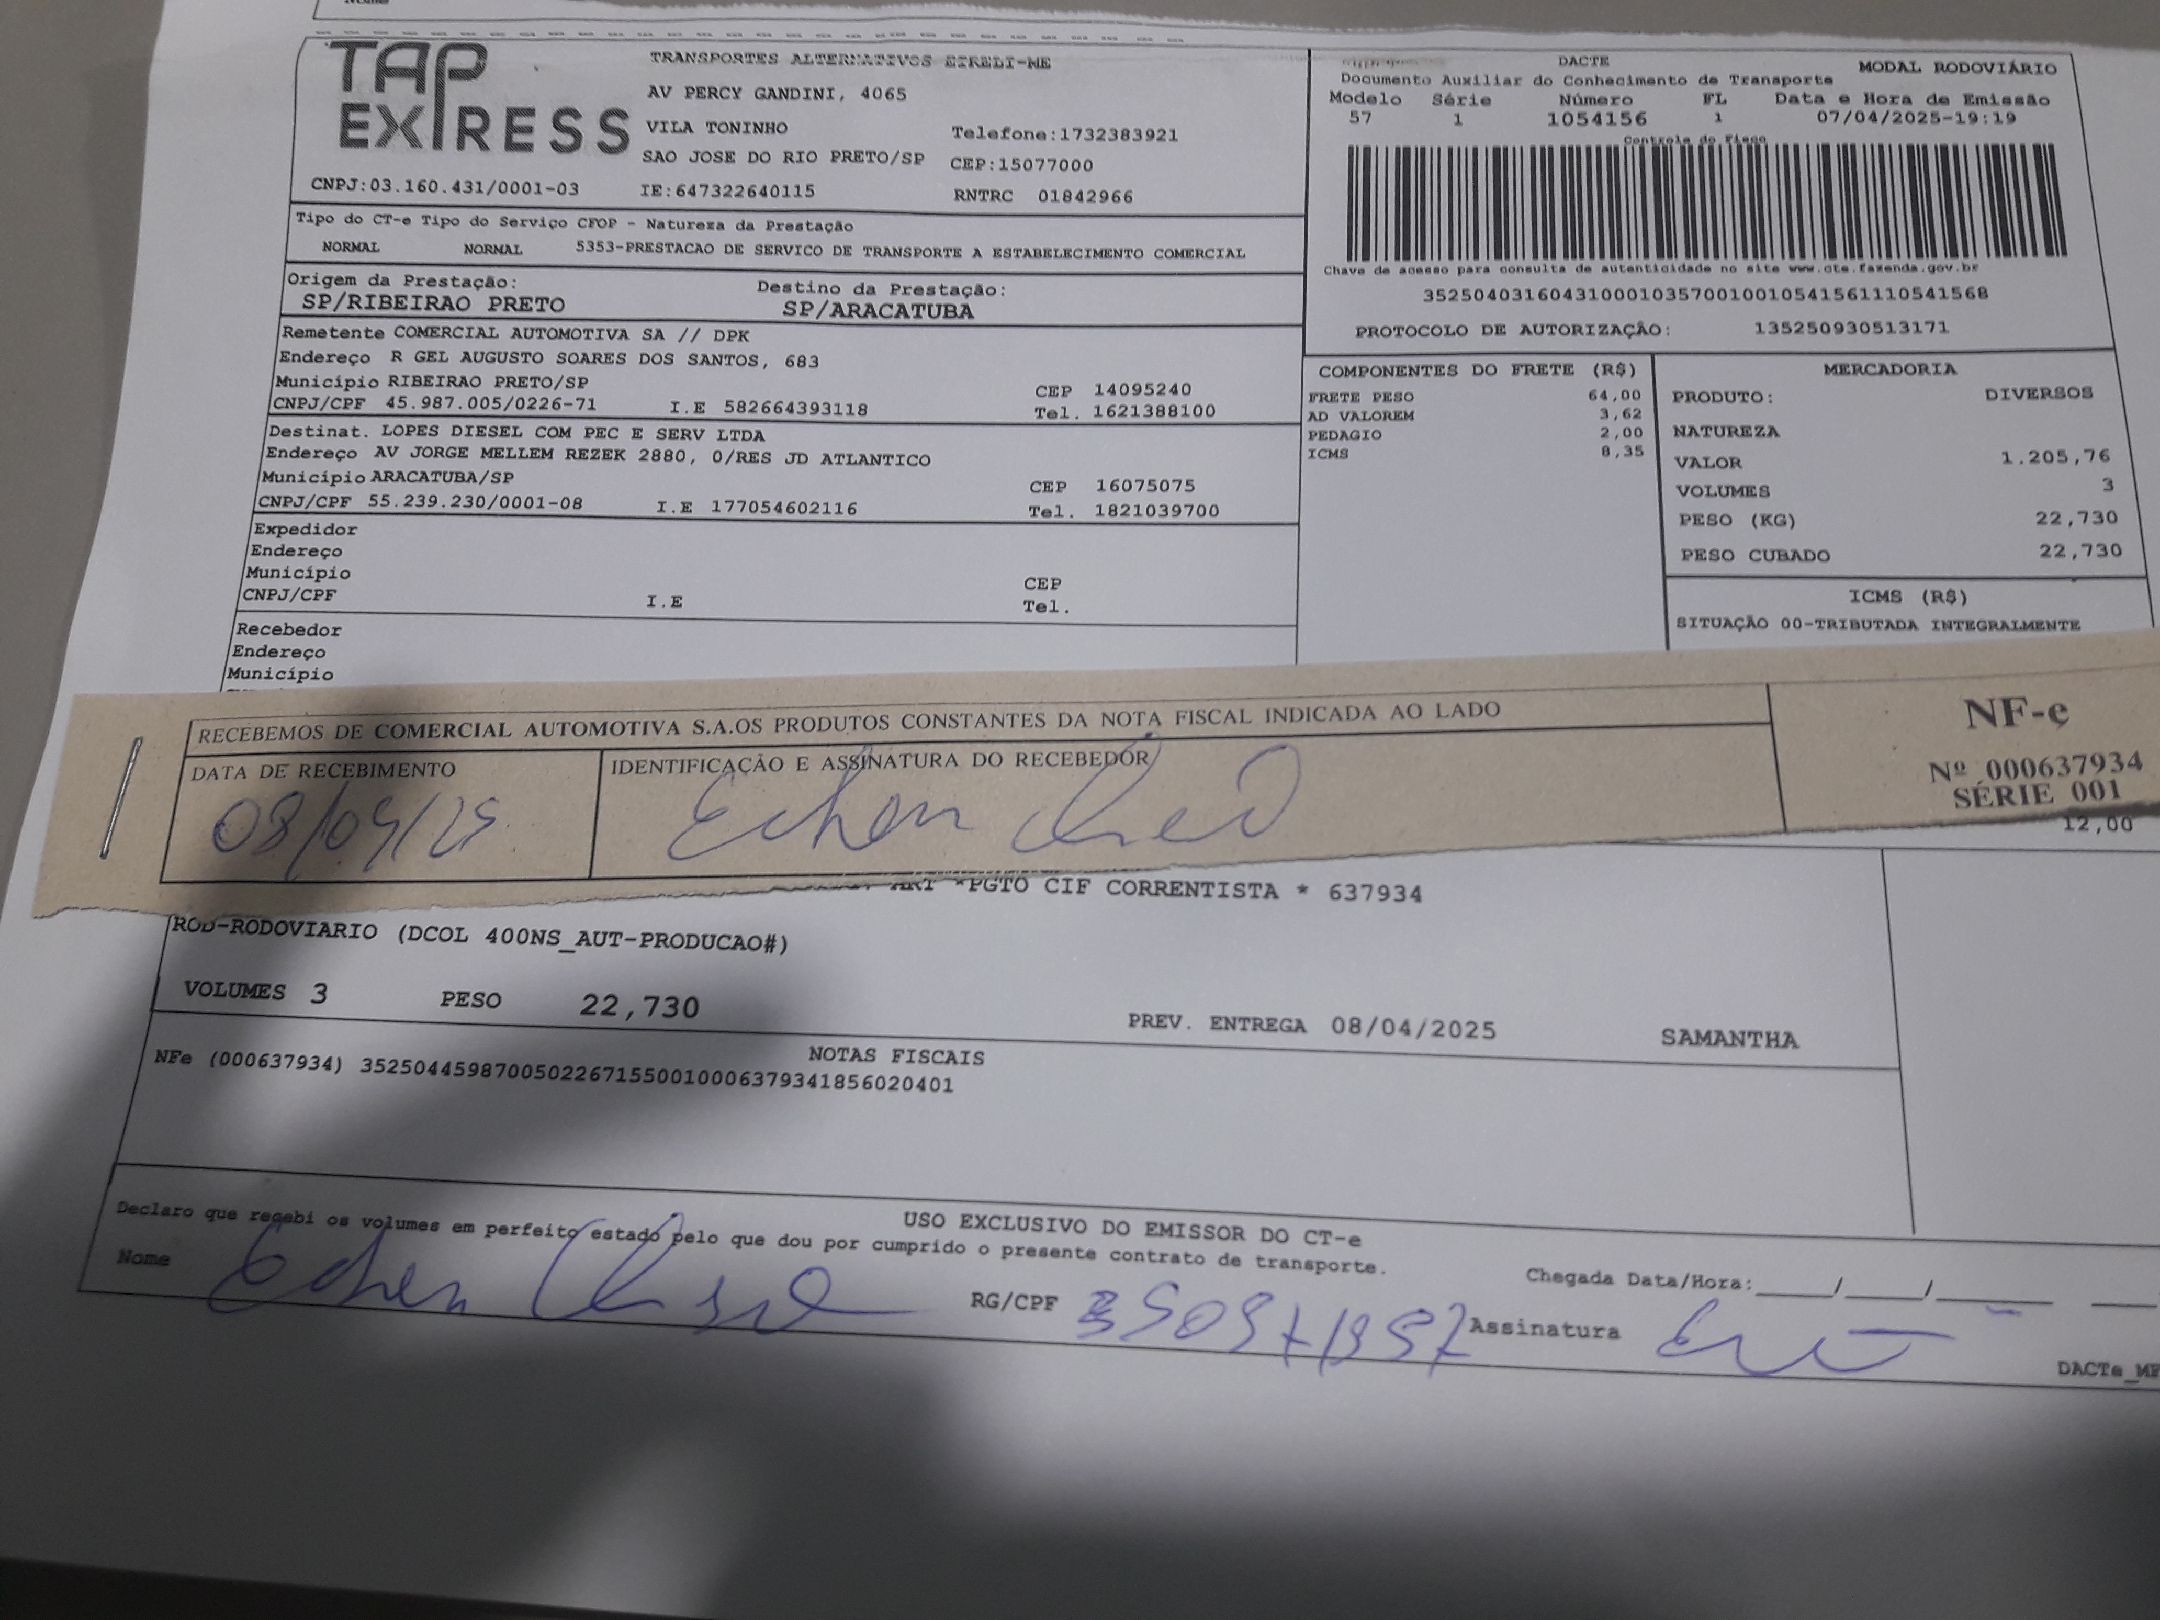 TAP EXPRESS
TRANSPORTES ALTERNATIVOS EIRELI-ME
AV PERCY GANDINI, 4065
VILA TONINHO Telefone:1732383921
SAO JOSE DO RIO PRETO/SP CEP:15077000
CNPJ:03.160.431/0001-03 IE:647322640115 RNTRC 01842966
DACTE MODAL RODOVIÁRIO
Documento Auxiliar do Conhecimento de Transporte
Modelo Série Número FL Data e Hora de Emissão
57 1 1054156 1 07/04/2025-19:19
Controle do Fisco
Chave de acesso para consulta de autenticidade no site www.cte.fazenda.gov.br
35250403160431000103570010010541561110541568
PROTOCOLO DE AUTORIZAÇÃO: 135250930513171
Tipo do CT-e Tipo do Serviço CFOP - Natureza da Prestação
NORMAL NORMAL 5353-PRESTACAO DE SERVICO DE TRANSPORTE A ESTABELECIMENTO COMERCIAL
Origem da Prestação: Destino da Prestação:
SP/RIBEIRAO PRETO SP/ARACATUBA
Remetente COMERCIAL AUTOMOTIVA SA // DPK
Endereço R GEL AUGUSTO SOARES DOS SANTOS, 683
Município RIBEIRAO PRETO/SP CEP 14095240
CNPJ/CPF 45.987.005/0226-71 I.E 582664393118 Tel. 1621388100
Destinat. LOPES DIESEL COM PEC E SERV LTDA
Endereço AV JORGE MELLEM REZEK 2880, 0/RES JD ATLANTICO
Município ARACATUBA/SP CEP 16075075
CNPJ/CPF 55.239.230/0001-08 I.E 177054602116 Tel. 1821039700
Expedidor
Endereço
Município CEP
CNPJ/CPF I.E Tel.
Recebedor
Endereço
Município
COMPONENTES DO FRETE (R$)
FRETE PESO 64,00
AD VALOREM 3,62
PEDAGIO 2,00
ICMS 8,35
MERCADORIA
PRODUTO: DIVERSOS
NATUREZA
VALOR 1.205,76
VOLUMES 3
PESO (KG) 22,730
PESO CUBADO 22,730
ICMS (R$)
SITUAÇÃO 00-TRIBUTADA INTEGRALMENTE
RECEBEMOS DE COMERCIAL AUTOMOTIVA S.A.OS PRODUTOS CONSTANTES DA NOTA FISCAL INDICADA AO LADO
DATA DE RECEBIMENTO IDENTIFICAÇÃO E ASSINATURA DO RECEBEDOR
08/04/25
NF-e
Nº 000637934
SÉRIE 001
12,00
*PGTO CIF CORRENTISTA * 637934
ROD-RODOVIARIO (DCOL 400NS_AUT-PRODUCAO#)
VOLUMES 3 PESO 22,730 PREV. ENTREGA 08/04/2025 SAMANTHA
NOTAS FISCAIS
NFe (000637934) 35250445987005022671550010006379341856020401
USO EXCLUSIVO DO EMISSOR DO CT-e
Declaro que recebi os volumes em perfeito estado pelo que dou por cumprido o presente contrato de transporte.
Nome RG/CPF Assinatura
Chegada Data/Hora:_____/_____/_______ ____